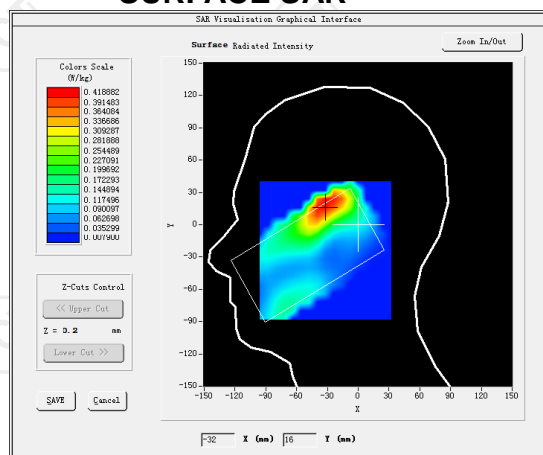 SURFACE SAR
SAR Visualisation Graphical Interface
Surface Radiated Intensity
Zoom In/Out
Colors Scale
(W/kg)
0.418882
0.391483
0.364084
0.336686
0.309287
0.281888
0.254489
0.227091
0.199692
0.172293
0.144894
0.117496
0.090097
0.062698
0.035299
0.007900
Z-Cuts Control
<< Upper Cut
Z = 0.2 mm
Lower Cut >>
SAVE
Cancel
150
120
90
60
30
0
-30
-60
-90
-120
-150
Y
-150 -120 -90 -60 -30 0 30 60 90 120 150
X
-32 X (mm) 16 Y (mm)